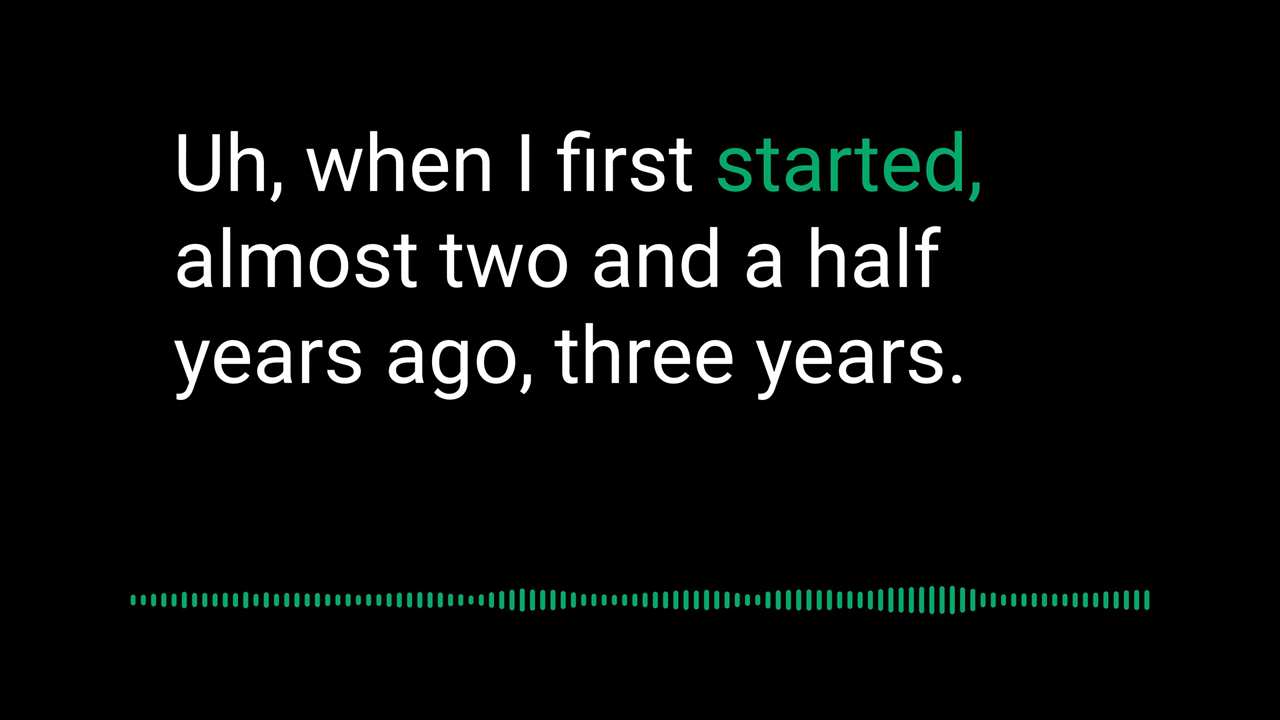 Uh, when I first started,
almost two and a half
years ago, three years.